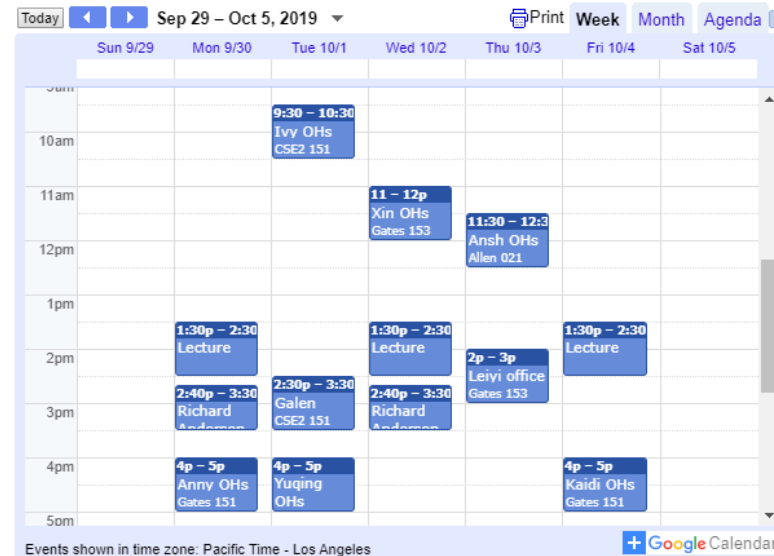 Today Sep 29 – Oct 5, 2019 Print Week Month Agenda
Sun 9/29 Mon 9/30 Tue 10/1 Wed 10/2 Thu 10/3 Fri 10/4 Sat 10/5
9am
9:30 – 10:30
Ivy OHs
CSE2 151
10am
11am
11 – 12p
Xin OHs
Gates 153
11:30 – 12:3
Ansh OHs
Allen 021
12pm
1pm
1:30p – 2:30
Lecture
1:30p – 2:30
Lecture
1:30p – 2:30
Lecture
2pm
2p – 3p
Leiyi office
Gates 153
2:30p – 3:30
Galen
CSE2 151
2:40p – 3:30
Richard
Anderson
2:40p – 3:30
Richard
Anderson
3pm
4pm
4p – 5p
Anny OHs
Gates 151
4p – 5p
Yuqing
OHs
4p – 5p
Kaidi OHs
Gates 151
5pm
Events shown in time zone: Pacific Time - Los Angeles
Google Calendar